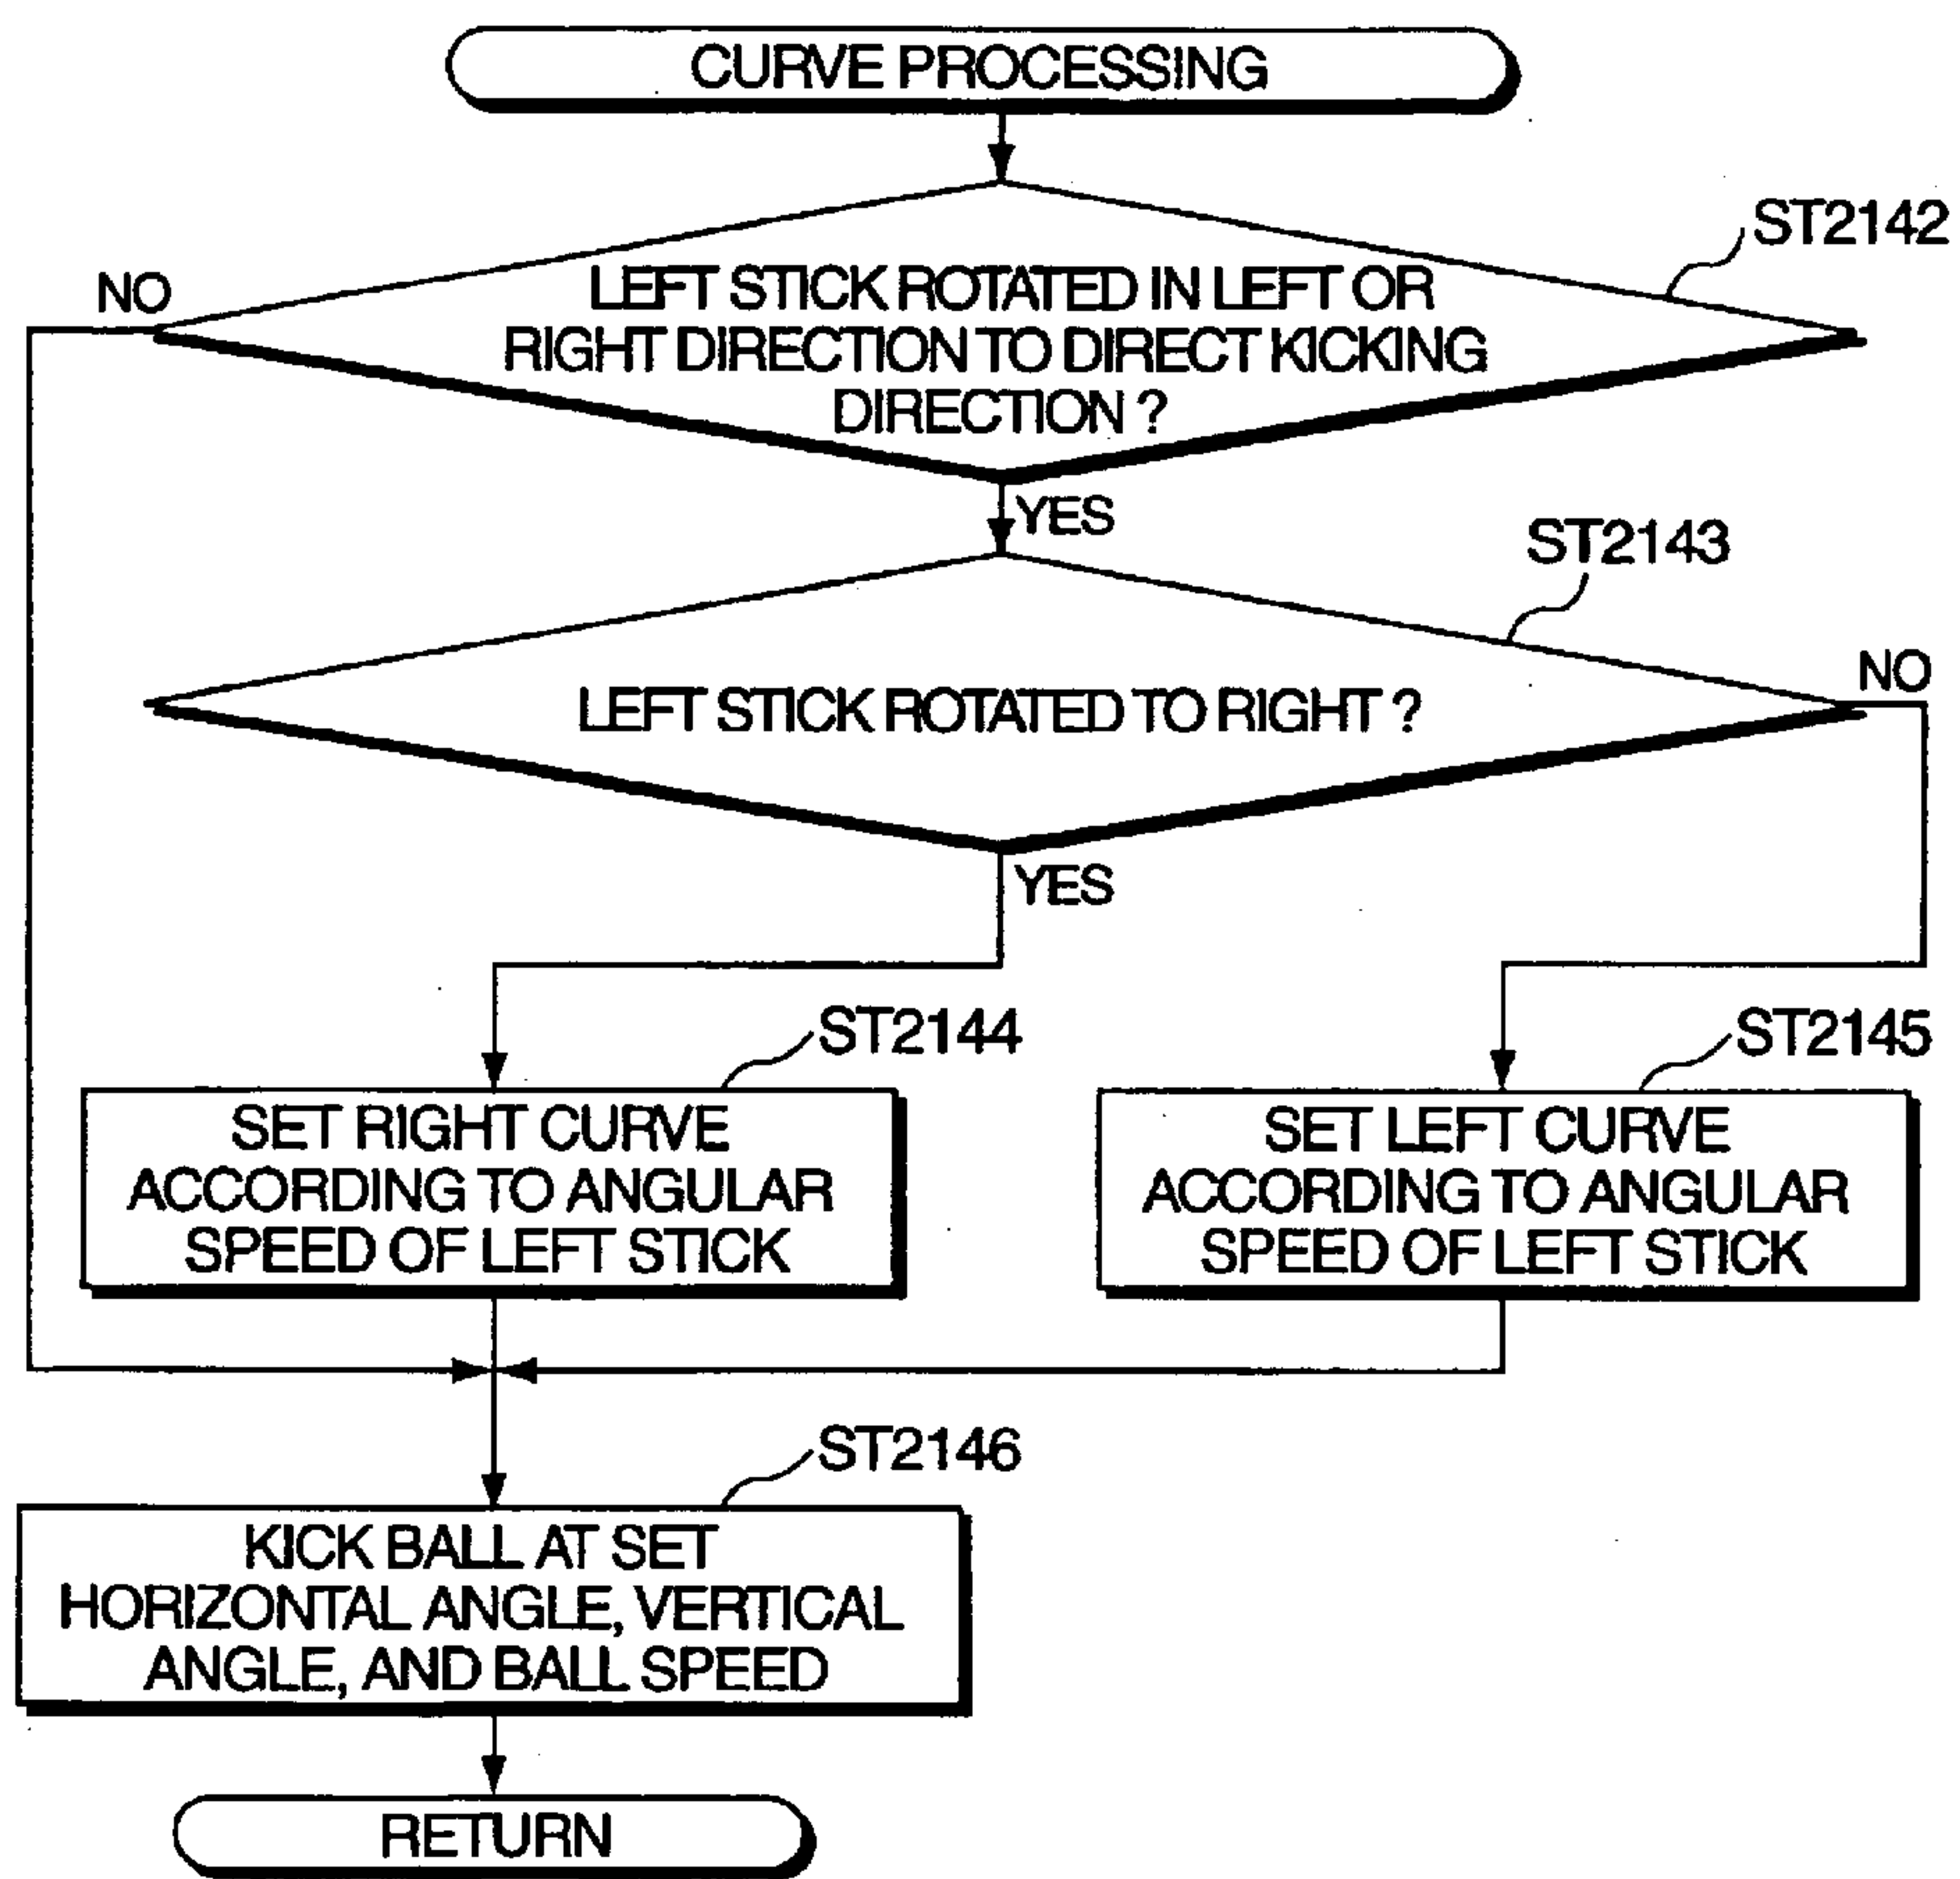 CURVE PROCESSING
ST2142
NO
LEFT STICK ROTATED IN LEFT OR
RIGHT DIRECTION TO DIRECT KICKING
DIRECTION ?
YES
ST2143
NO
LEFT STICK ROTATED TO RIGHT ?
YES
ST2144
SET RIGHT CURVE
ACCORDING TO ANGULAR
SPEED OF LEFT STICK
ST2145
SET LEFT CURVE
ACCORDING TO ANGULAR
SPEED OF LEFT STICK
ST2146
KICK BALL AT SET
HORIZONTAL ANGLE, VERTICAL
ANGLE, AND BALL SPEED
RETURN